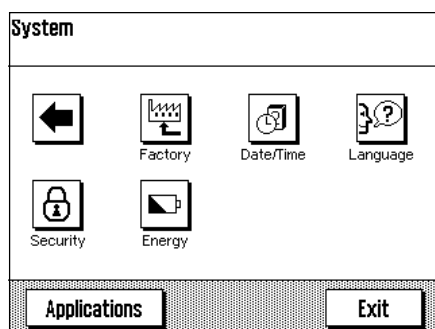 System
Factory
Date/Time
Language
Security
Energy
Applications
Exit